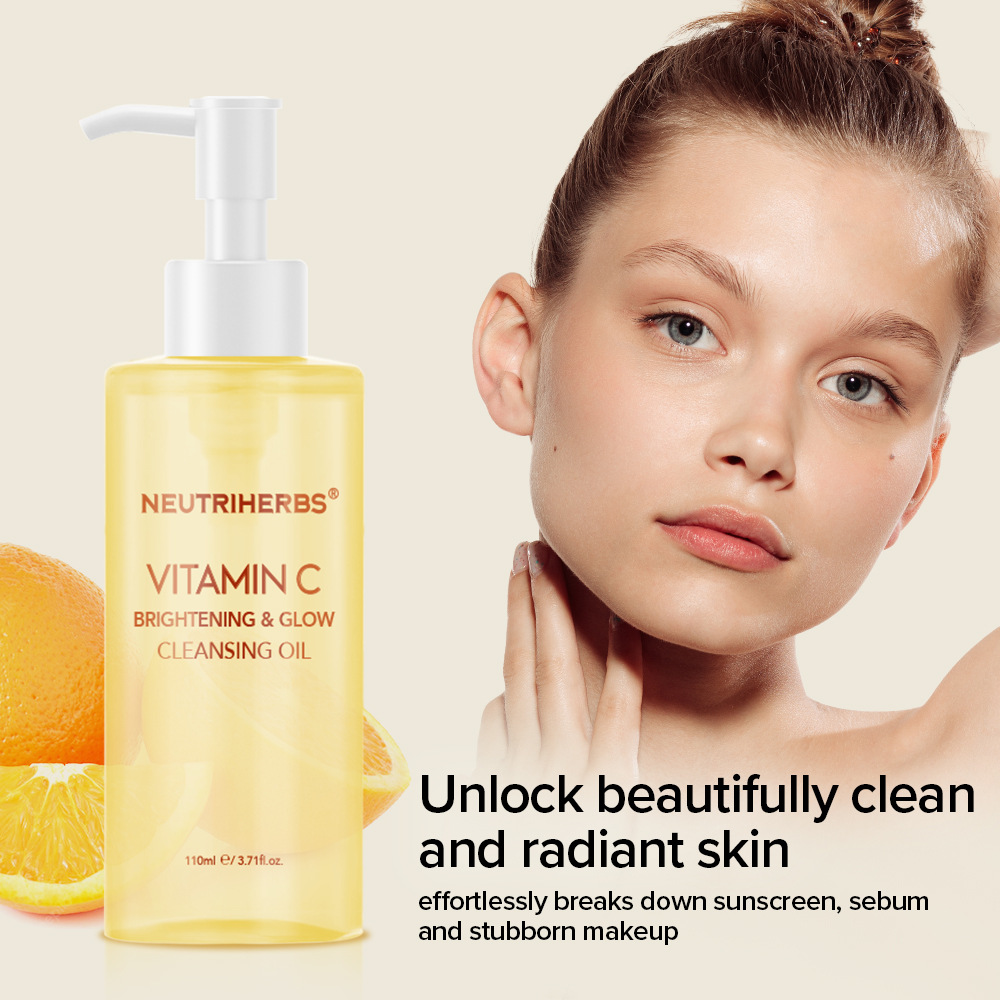 NEUTRIHERBS®
VITAMIN C
BRIGHTENING & GLOW
CLEANSING OIL
110ml ℮/ 3.71fl.oz.
Unlock beautifully clean
and radiant skin
effortlessly breaks down sunscreen, sebum
and stubborn makeup